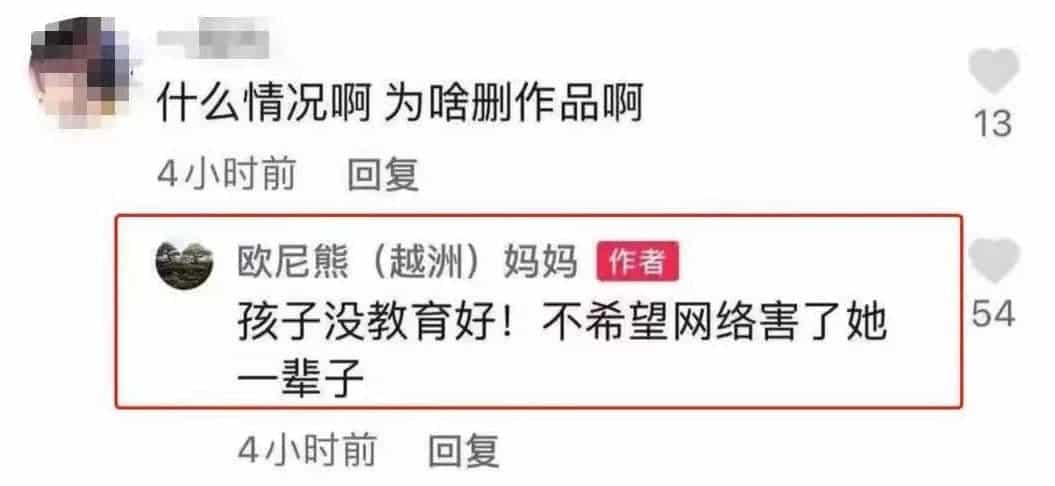 什么情况啊 为啥删作品啊
13
4小时前 回复
欧尼熊（越洲）妈妈 作者
孩子没教育好！不希望网络害了她
一辈子
54
4小时前 回复